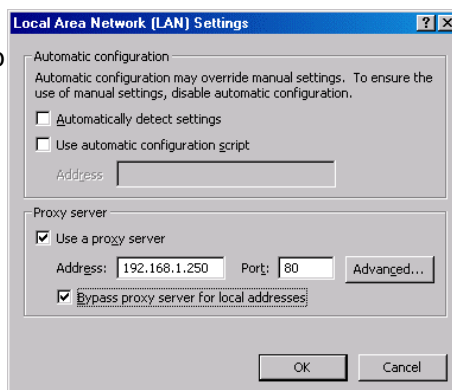 Local Area Network (LAN) Settings
Automatic configuration
Automatic configuration may override manual settings. To ensure the
use of manual settings, disable automatic configuration.
Automatically detect settings
Use automatic configuration script
Address
Proxy server
Use a proxy server
Address: 192.168.1.250 Port: 80 Advanced...
Bypass proxy server for local addresses
OK Cancel